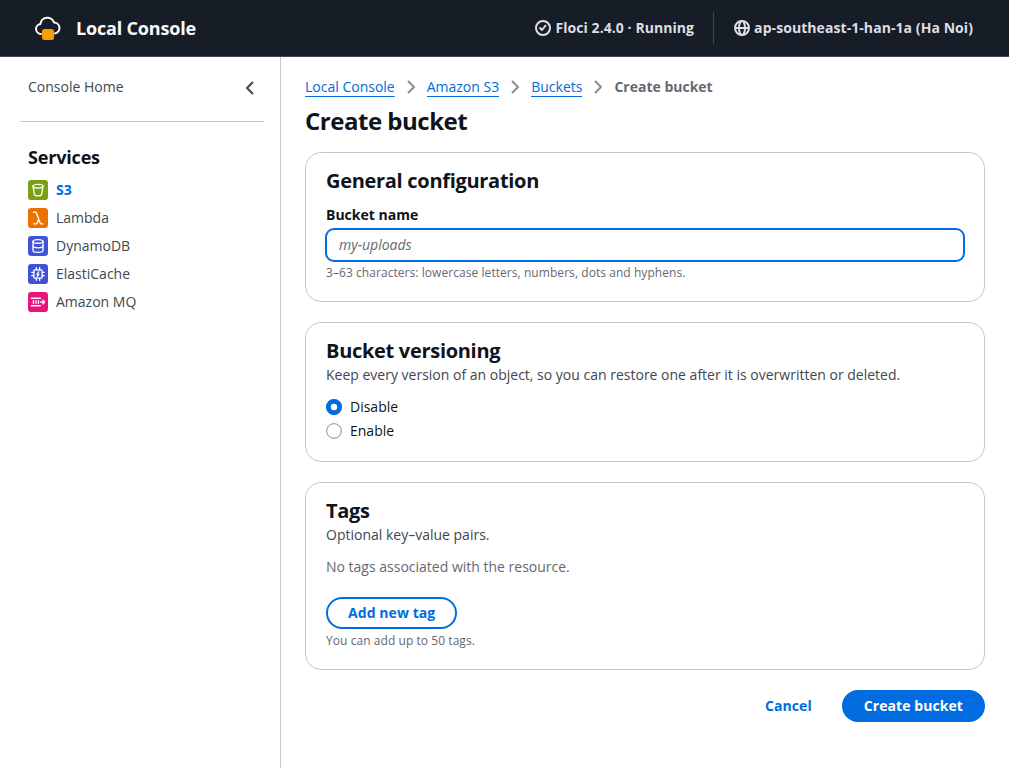 Local Console
Floci 2.4.0 · Running
ap-southeast-1-han-1a (Ha Noi)
Console Home
Services
S3
Lambda
DynamoDB
ElastiCache
Amazon MQ
Local Console > Amazon S3 > Buckets > Create bucket
Create bucket
General configuration
Bucket name
my-uploads
3–63 characters: lowercase letters, numbers, dots and hyphens.
Bucket versioning
Keep every version of an object, so you can restore one after it is overwritten or deleted.
Disable
Enable
Tags
Optional key–value pairs.
No tags associated with the resource.
Add new tag
You can add up to 50 tags.
Cancel
Create bucket